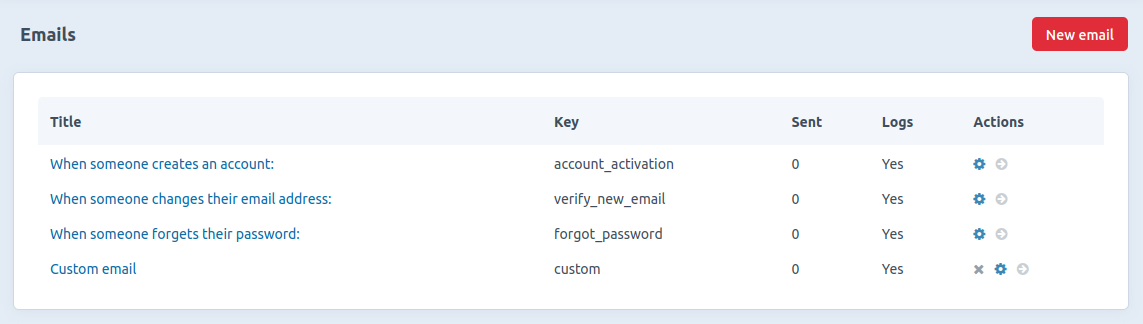 Emails
New email
Title Key Sent Logs Actions
When someone creates an account: account_activation 0 Yes
When someone changes their email address: verify_new_email 0 Yes
When someone forgets their password: forgot_password 0 Yes
Custom email custom 0 Yes